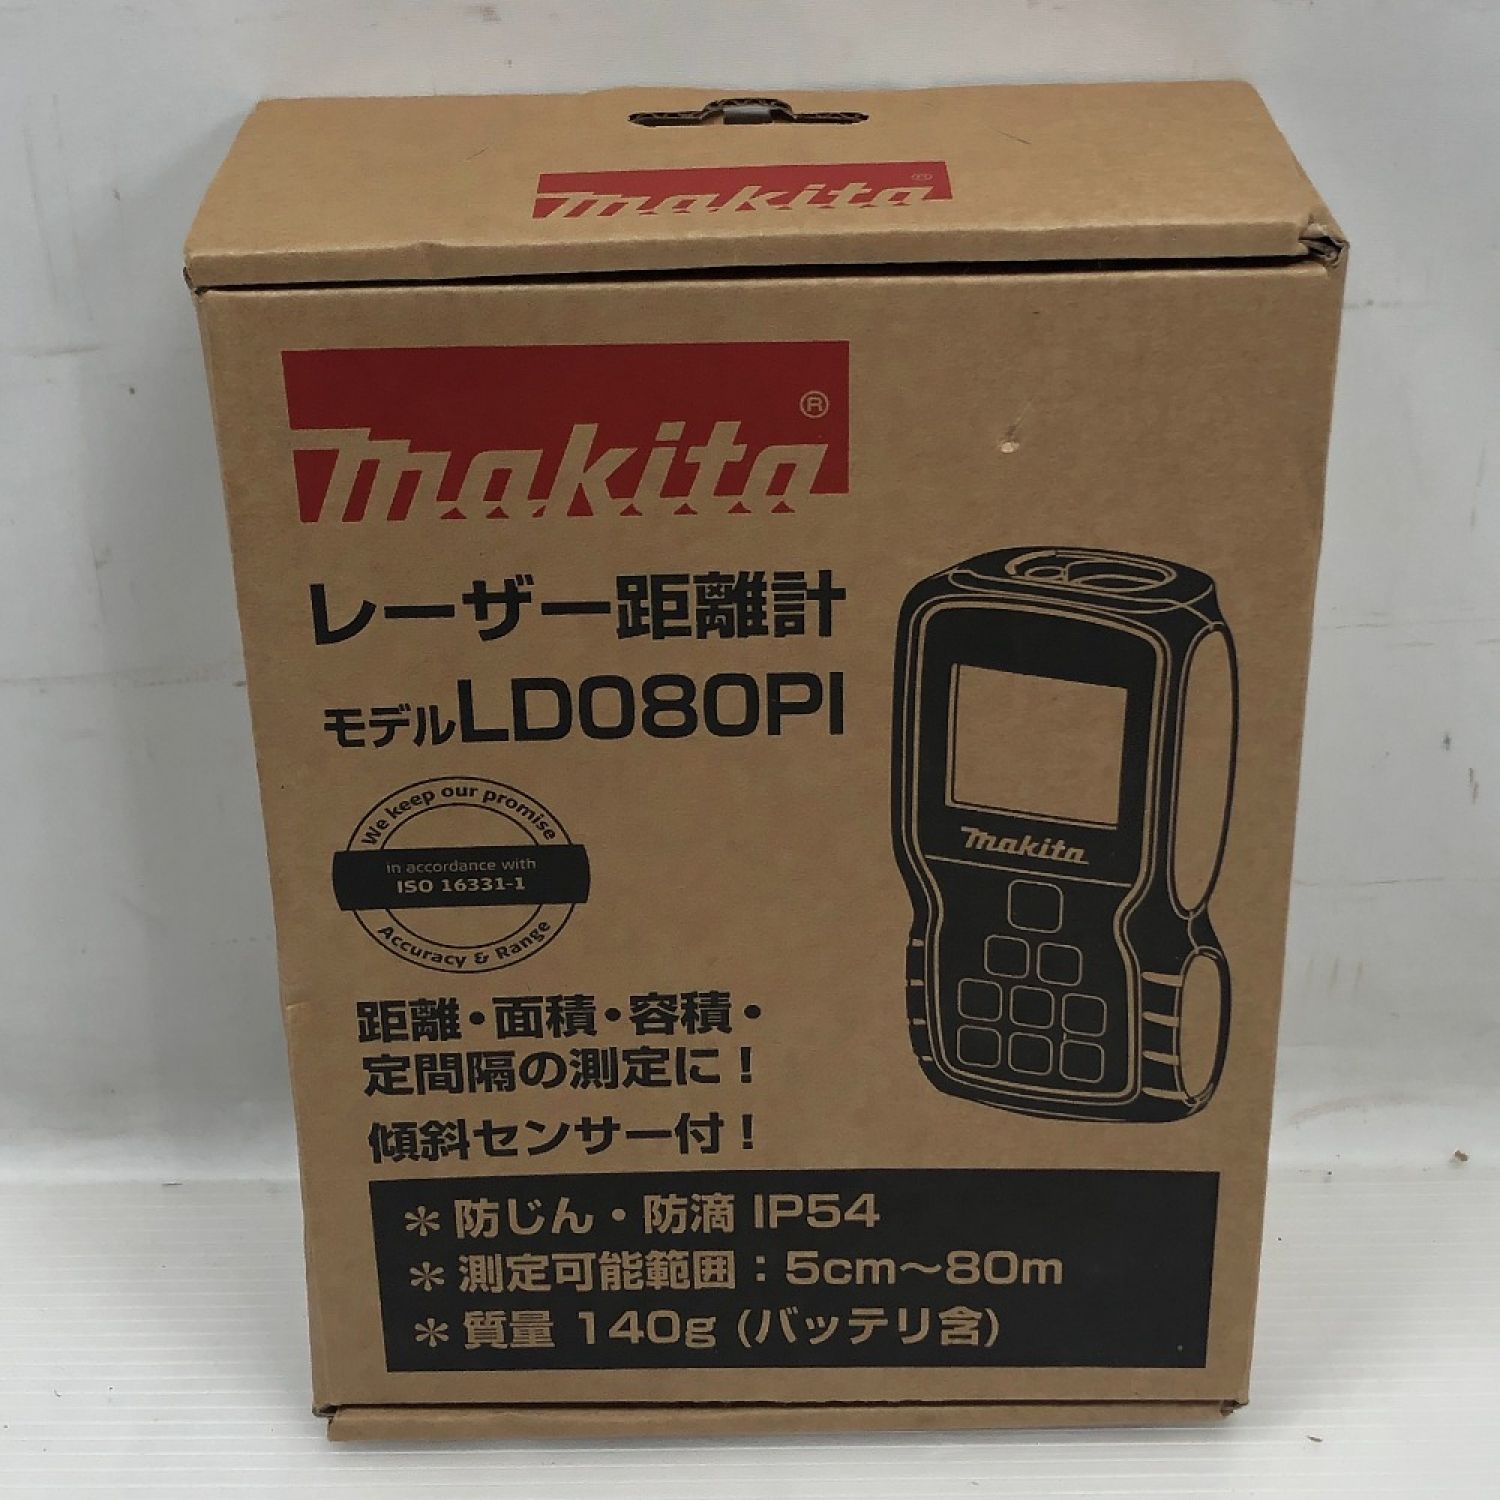 makita®
makita®
レーザー距離計
モデルLD080PI
We keep our promise
in accordance with
ISO 16331-1
Accuracy & Range
makita
距離・面積・容積・
定間隔の測定に！
傾斜センサー付！
＊防じん・防滴 IP54
＊測定可能範囲：5cm～80m
＊質量 140g (バッテリ含)